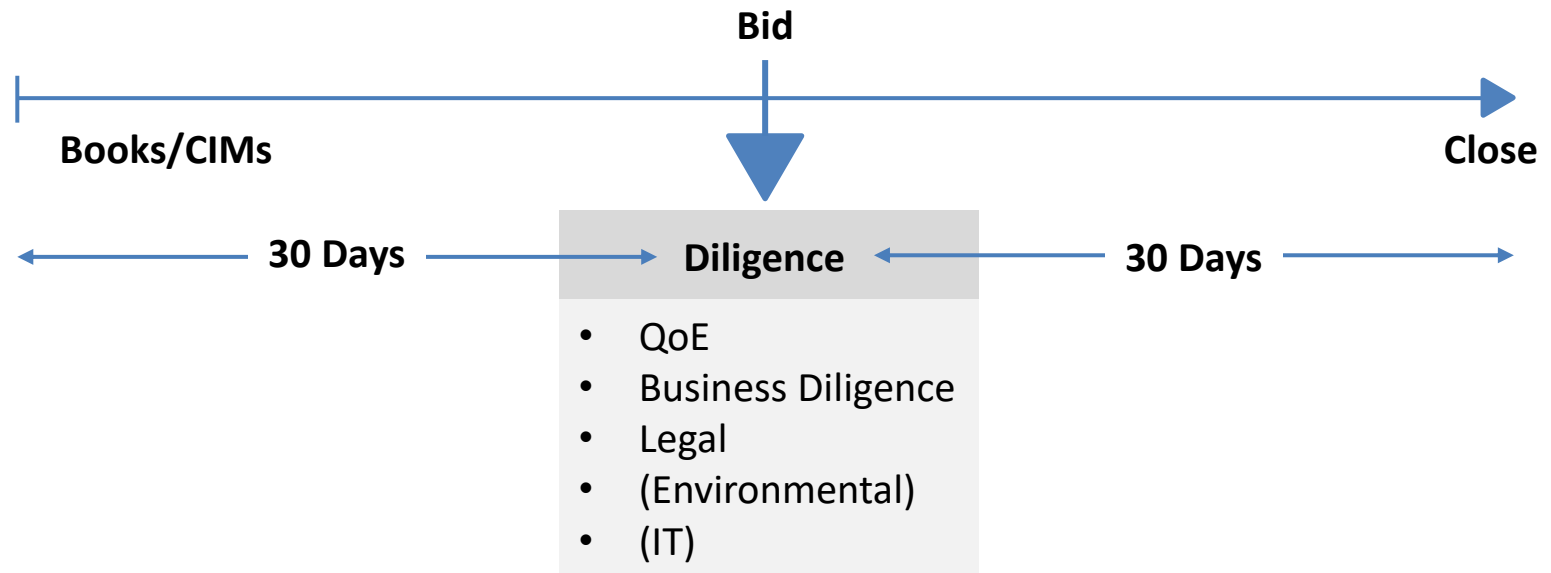 Bid
Books/CIMs
Close
30 Days
Diligence
30 Days
• QoE
• Business Diligence
• Legal
• (Environmental)
• (IT)